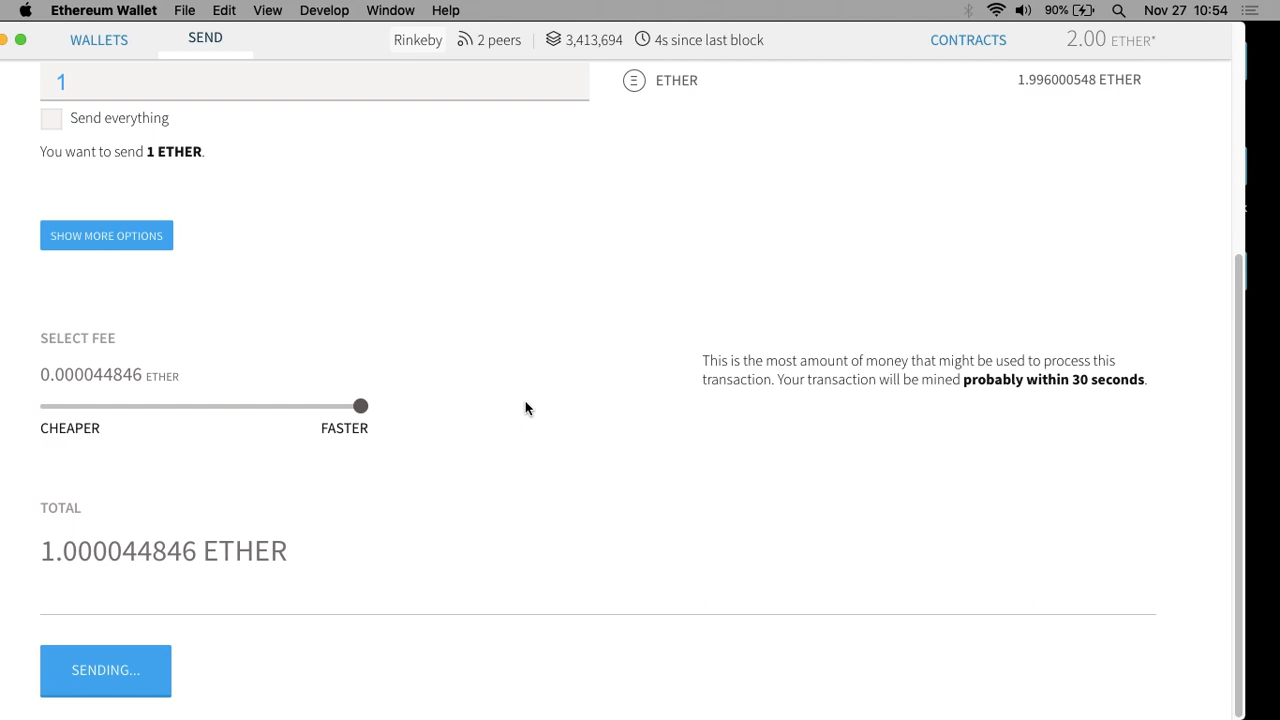 Ethereum Wallet File Edit View Develop Window Help 90% Nov 27 10:54
WALLETS SEND Rinkeby 2 peers 3,413,694 4s since last block CONTRACTS 2.00 ETHER*
1 ETHER 1.996000548 ETHER
Send everything
You want to send 1 ETHER.
SHOW MORE OPTIONS
SELECT FEE
0.000044846 ETHER
CHEAPER FASTER
This is the most amount of money that might be used to process this
transaction. Your transaction will be mined probably within 30 seconds.
TOTAL
1.000044846 ETHER
SENDING...